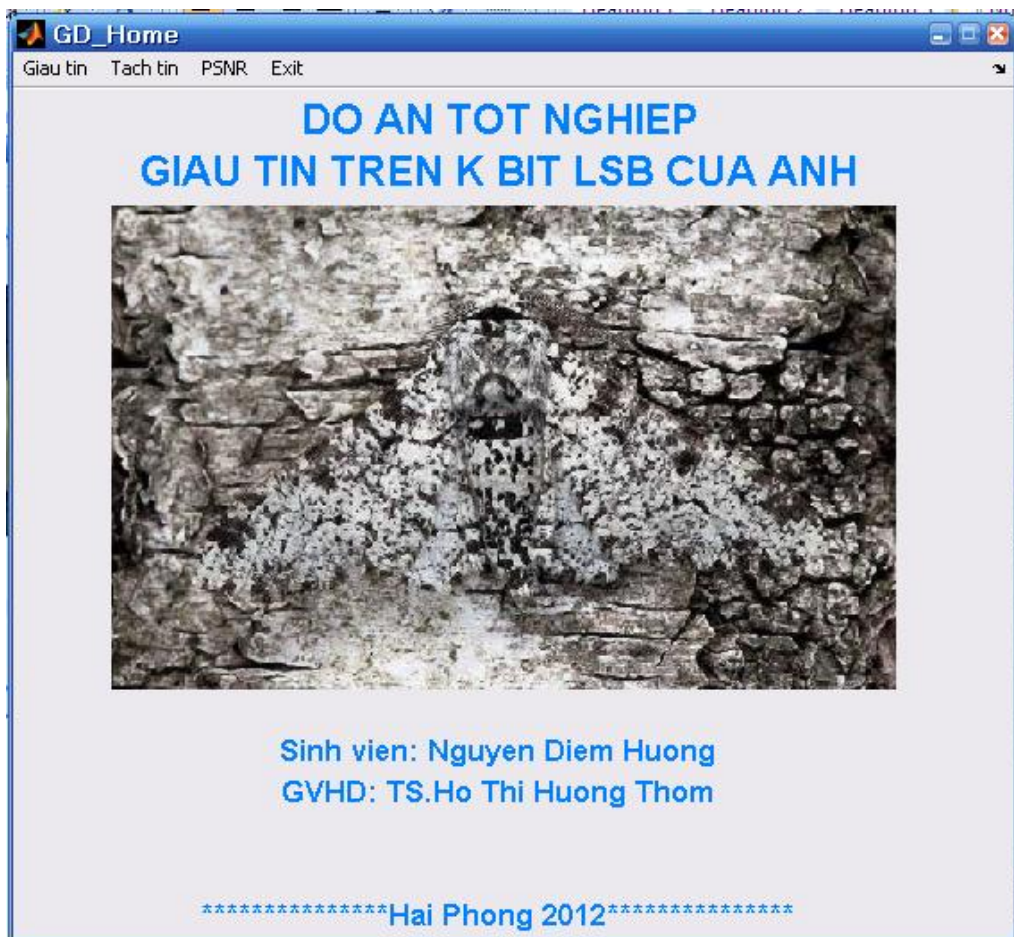 GD_Home
Giau tin Tach tin PSNR Exit
DO AN TOT NGHIEP
GIAU TIN TREN K BIT LSB CUA ANH
Sinh vien: Nguyen Diem Huong
GVHD: TS.Ho Thi Huong Thom
***************Hai Phong 2012***************